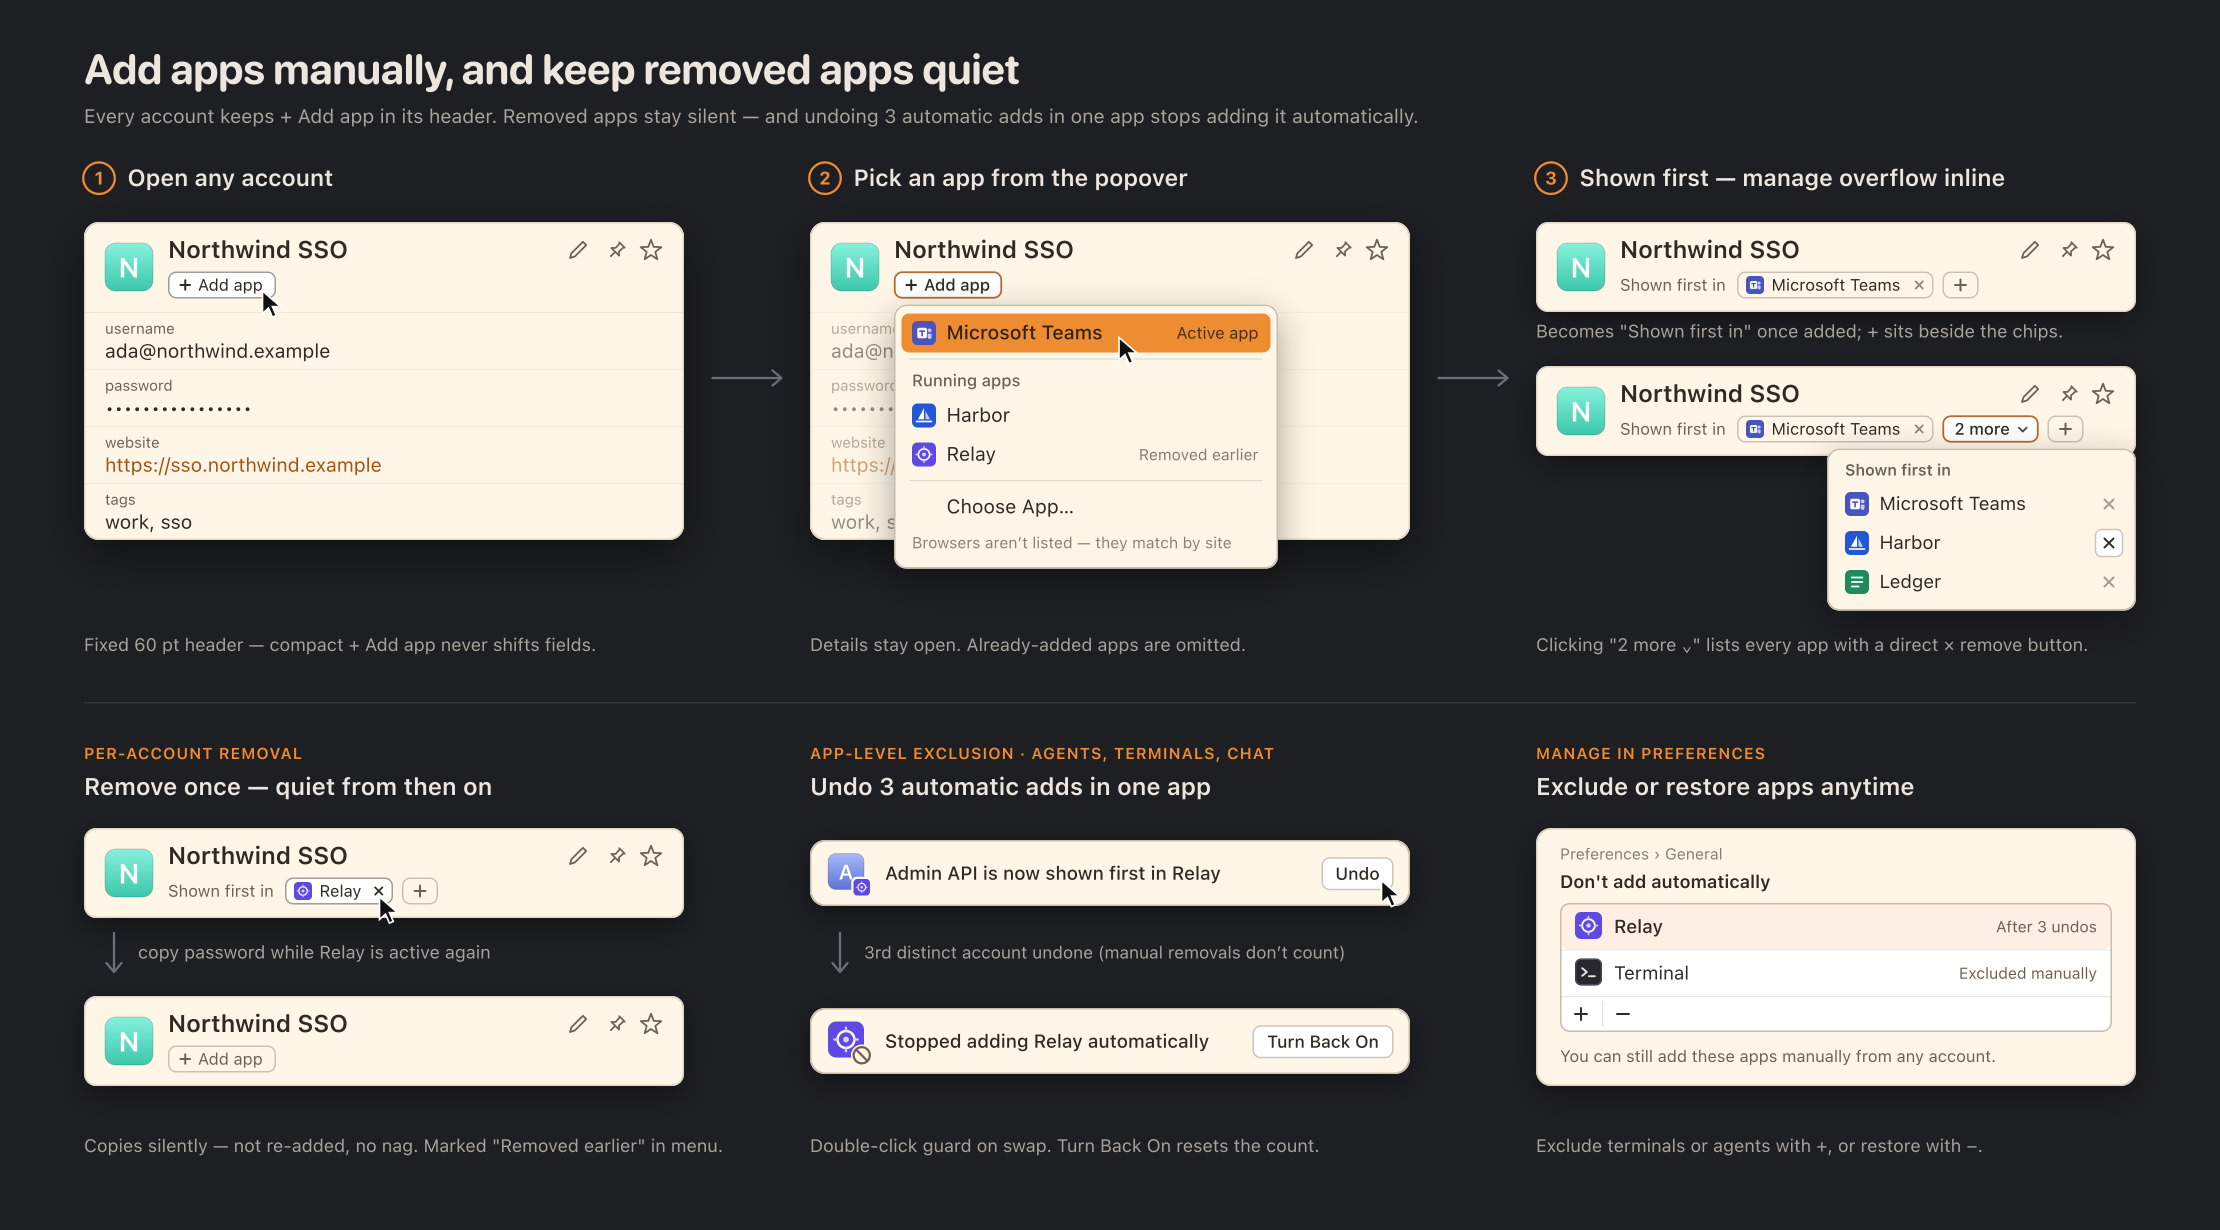 Add apps manually, and keep removed apps quiet
Every account keeps + Add app in its header. Removed apps stay silent — and undoing 3 automatic adds in one app stops adding it automatically.
1 Open any account
N
Northwind SSO
+ Add app
username
ada@northwind.example
password
••••••••••••••••
website
https://sso.northwind.example
tags
work, sso
Fixed 60 pt header — compact + Add app never shifts fields.
2 Pick an app from the popover
N
Northwind SSO
+ Add app
username
ada@n
password
•••••••
website
https://
tags
work, s
Microsoft Teams Active app
Running apps
Harbor
Relay Removed earlier
Choose App...
Browsers aren’t listed — they match by site
Details stay open. Already-added apps are omitted.
3 Shown first — manage overflow inline
N
Northwind SSO
Shown first in Microsoft Teams × +
Becomes "Shown first in" once added; + sits beside the chips.
N
Northwind SSO
Shown first in Microsoft Teams × 2 more ⌄ +
Shown first in
Microsoft Teams ×
Harbor ×
Ledger ×
Clicking "2 more ⌄" lists every app with a direct × remove button.
PER-ACCOUNT REMOVAL
Remove once — quiet from then on
N
Northwind SSO
Shown first in Relay × +
copy password while Relay is active again
N
Northwind SSO
+ Add app
Copies silently — not re-added, no nag. Marked "Removed earlier" in menu.
APP-LEVEL EXCLUSION · AGENTS, TERMINALS, CHAT
Undo 3 automatic adds in one app
A
Admin API is now shown first in Relay Undo
3rd distinct account undone (manual removals don’t count)
Stopped adding Relay automatically Turn Back On
Double-click guard on swap. Turn Back On resets the count.
MANAGE IN PREFERENCES
Exclude or restore apps anytime
Preferences › General
Don't add automatically
Relay After 3 undos
Terminal Excluded manually
+ −
You can still add these apps manually from any account.
Exclude terminals or agents with +, or restore with −.